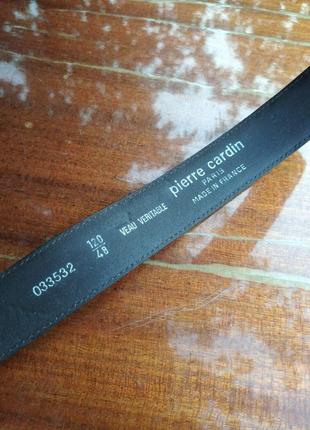 033532
120
48
VEAU VERITABLE
pierre cardin
PARIS
MADE IN FRANCE